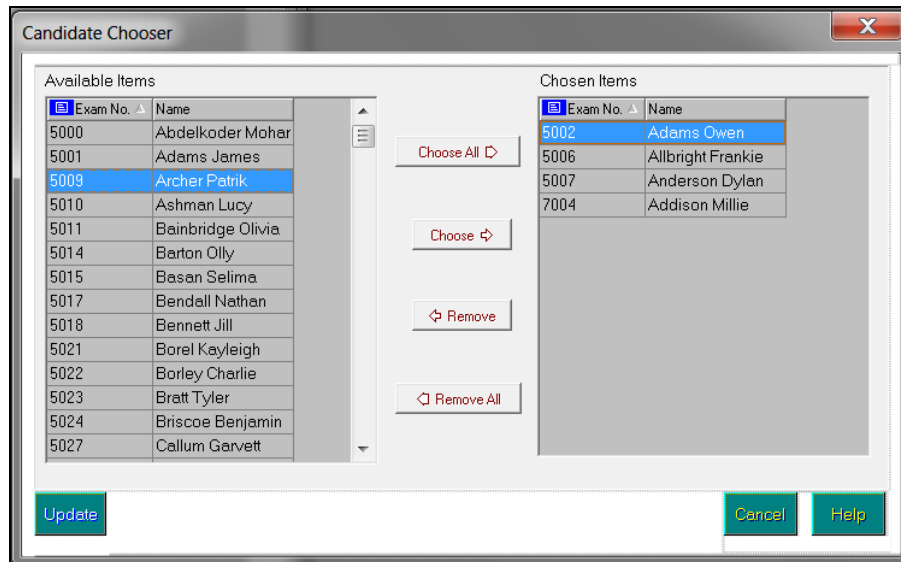 Candidate Chooser
X
Available Items
Exam No. Name
5000 Abdelkoder Mohar
5001 Adams James
5009 Archer Patrik
5010 Ashman Lucy
5011 Bainbridge Olivia
5014 Barton Olly
5015 Basan Selima
5017 Bendall Nathan
5018 Bennett Jill
5021 Borel Kayleigh
5022 Borley Charlie
5023 Bratt Tyler
5024 Briscoe Benjamin
5027 Callum Garvett
Choose All
Choose
Remove
Remove All
Chosen Items
Exam No. Name
5002 Adams Owen
5006 Allbright Frankie
5007 Anderson Dylan
7004 Addison Millie
Update
Cancel
Help